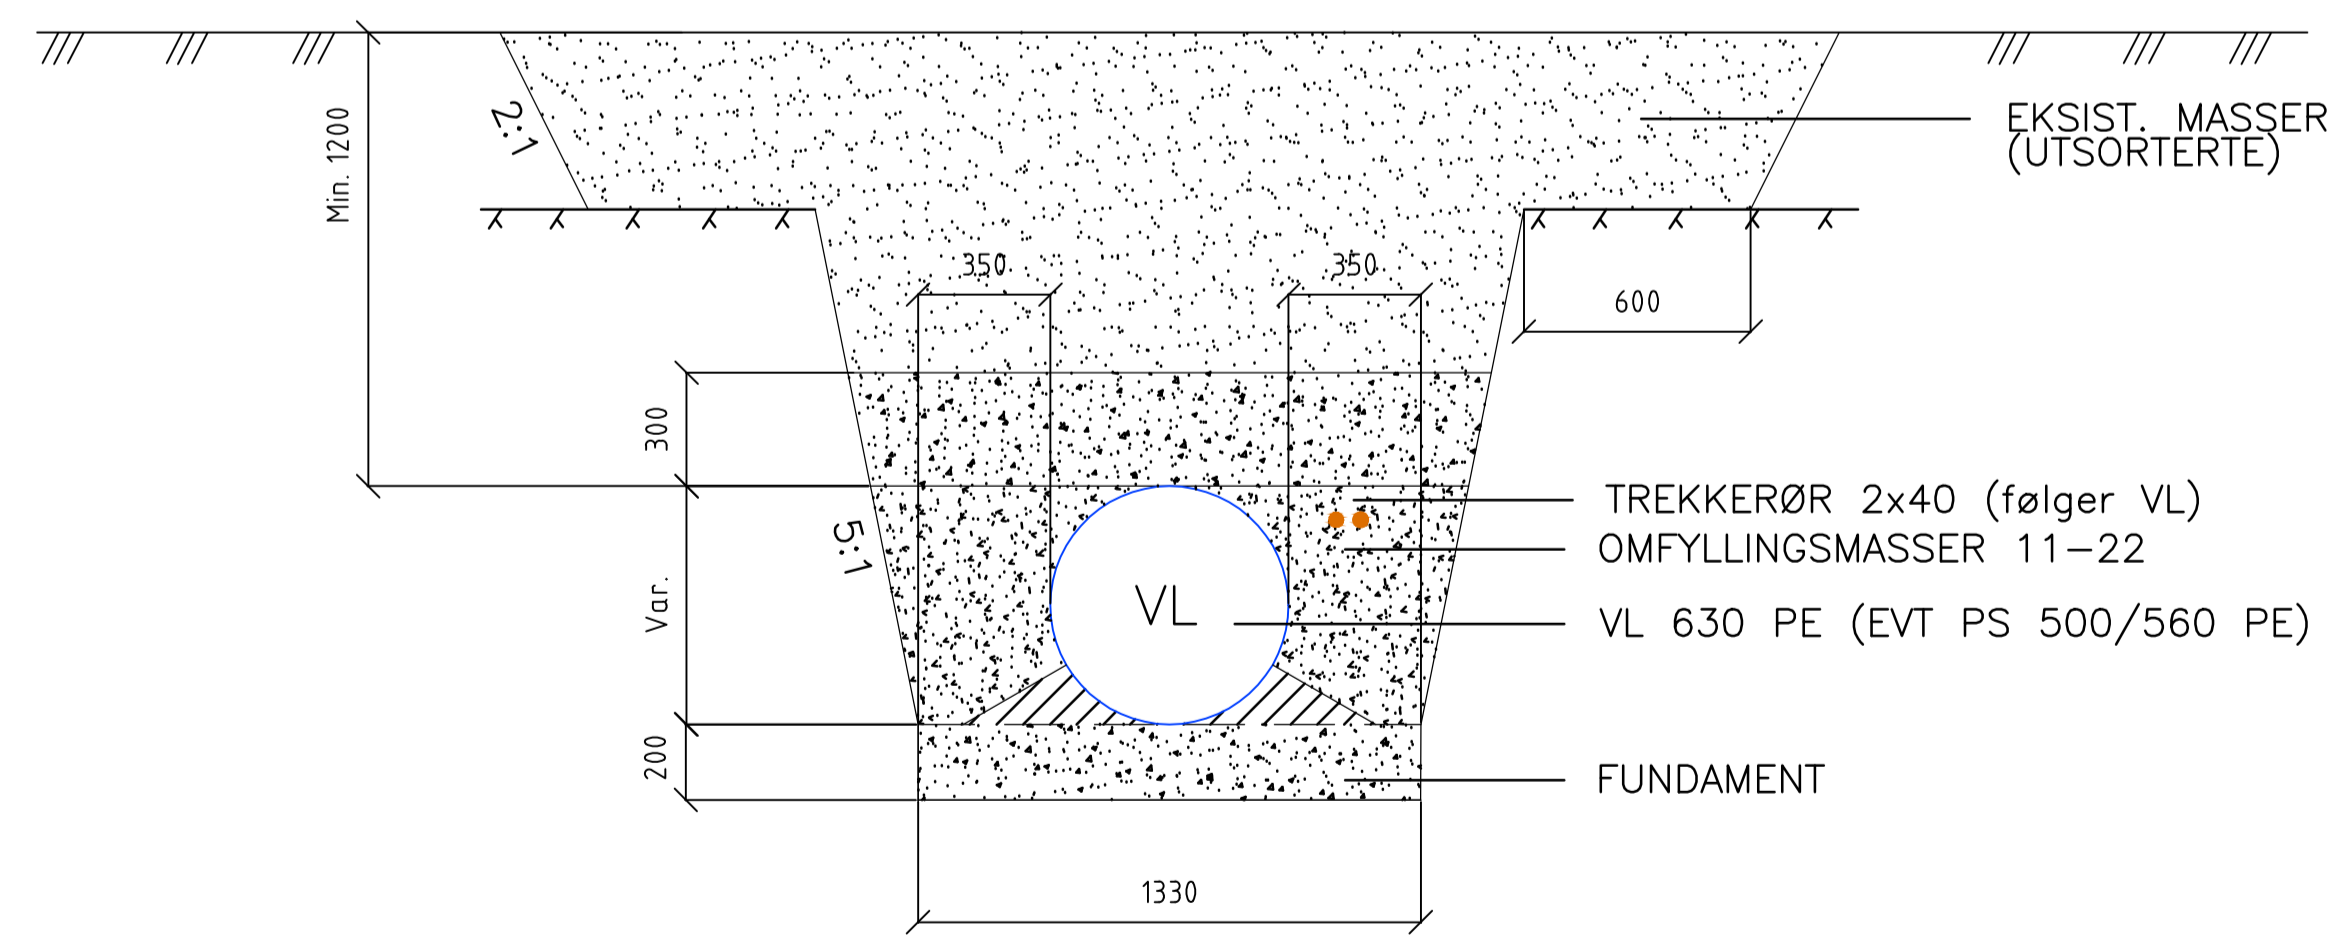 EKSIST. MASSER
(UTSORTERTE)
2:1
Min. 1200
350
350
600
300
TREKKERØR 2x40 (følger VL)
OMFYLLINGSMASSER 11-22
5:1
Var.
VL
VL 630 PE (EVT PS 500/560 PE)
200
FUNDAMENT
1330